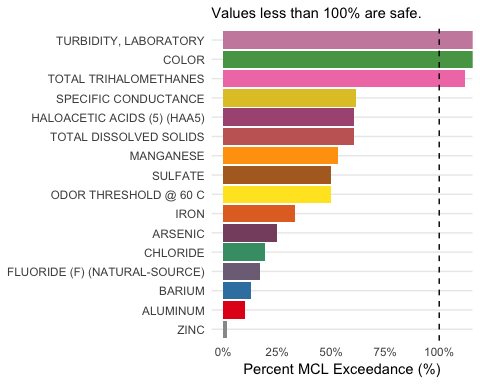 Values less than 100% are safe.
TURBIDITY, LABORATORY
COLOR
TOTAL TRIHALOMETHANES
SPECIFIC CONDUCTANCE
HALOACETIC ACIDS (5) (HAA5)
TOTAL DISSOLVED SOLIDS
MANGANESE
SULFATE
ODOR THRESHOLD @ 60 C
IRON
ARSENIC
CHLORIDE
FLUORIDE (F) (NATURAL-SOURCE)
BARIUM
ALUMINUM
ZINC
0% 25% 50% 75% 100%
Percent MCL Exceedance (%)